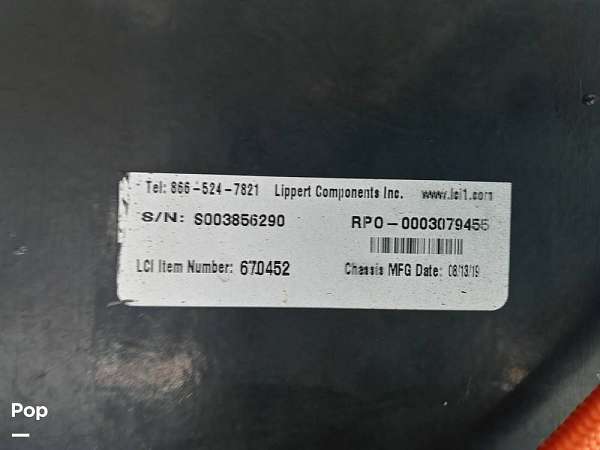 Tel: 866-524-7821 Lippert Components Inc. www.lci1.com
S/N: S003856290 RPO-0003079455
LCI Item Number: 670452 Chassis MFG Date: 08/13/19
Pop